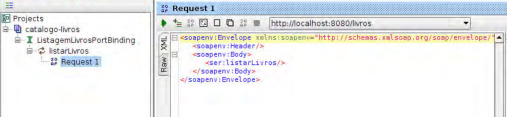 Projects
catalogo-livros
ListagemLivrosPortBinding
listarLivros
Request 1
Request 1
http://localhost:8080/livros
XML
Raw
<soapenv:Envelope xmlns:soapenv="http://schemas.xmlsoap.org/soap/envelope/"
<soapenv:Header/>
<soapenv:Body>
<ser:listarLivros/>
</soapenv:Body>
</soapenv:Envelope>